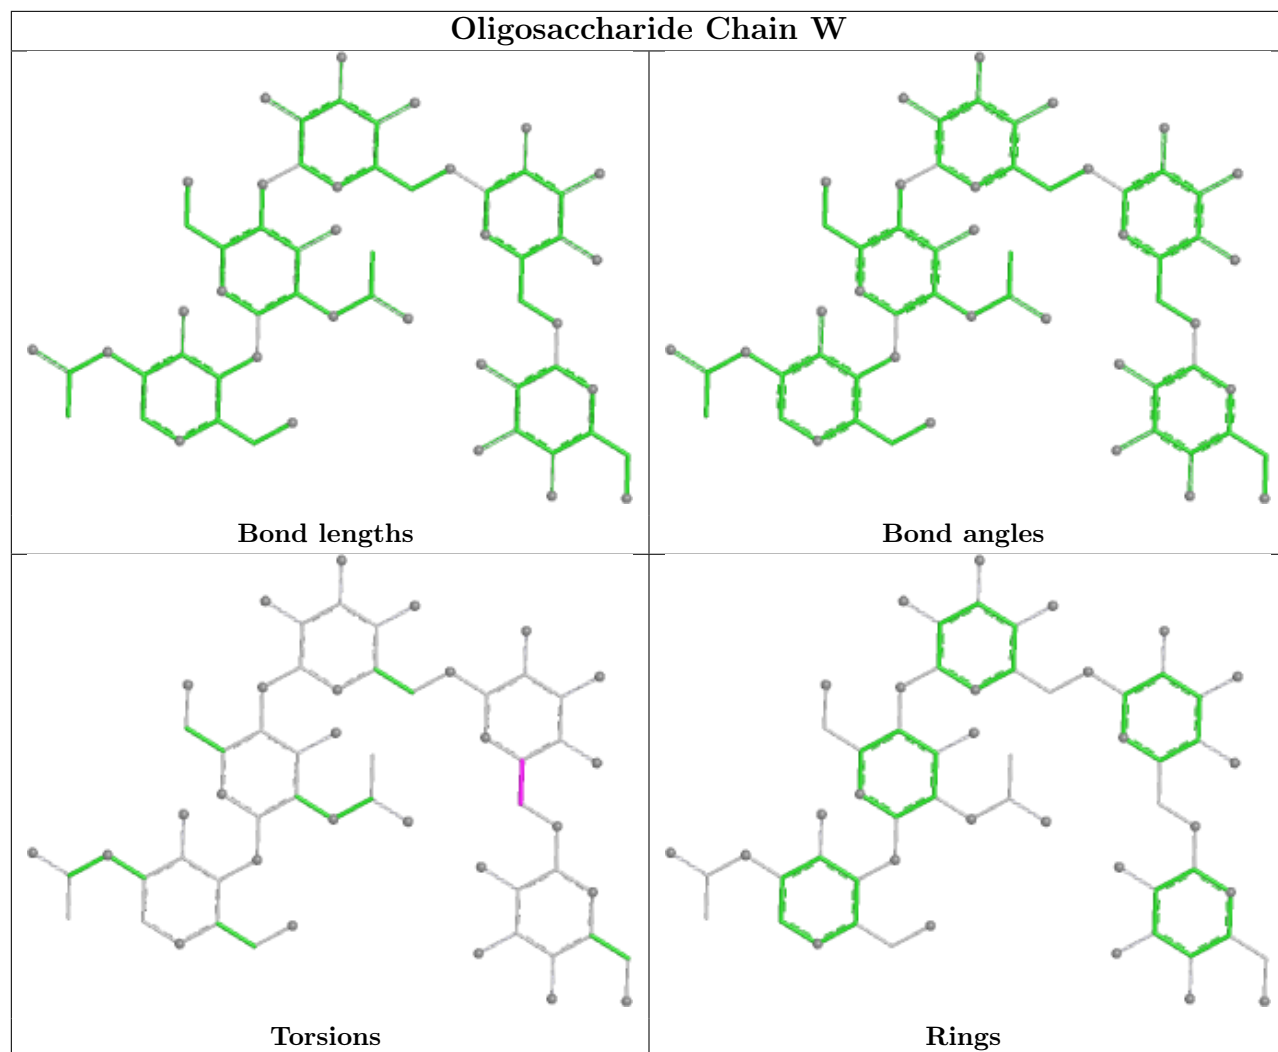 Oligosaccharide Chain W
Bond lengths
Bond angles
Torsions
Rings